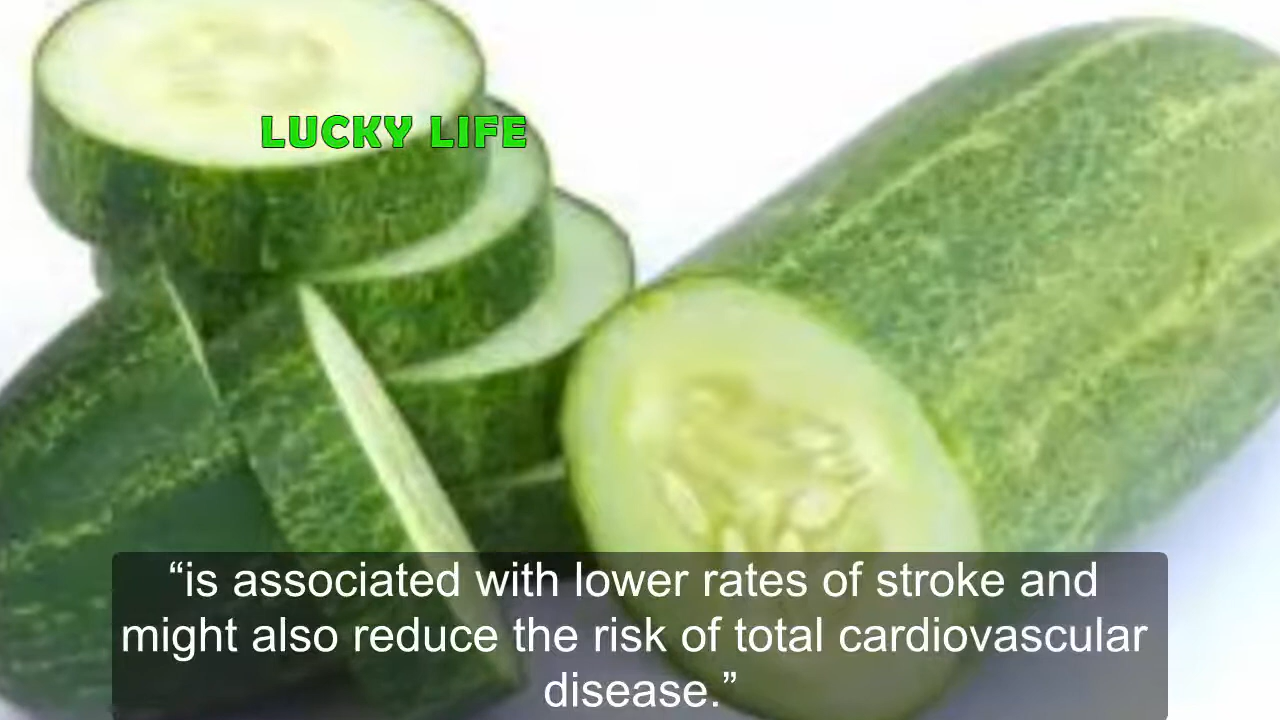 LUCKY LIFE
“is associated with lower rates of stroke and
might also reduce the risk of total cardiovascular
disease.”